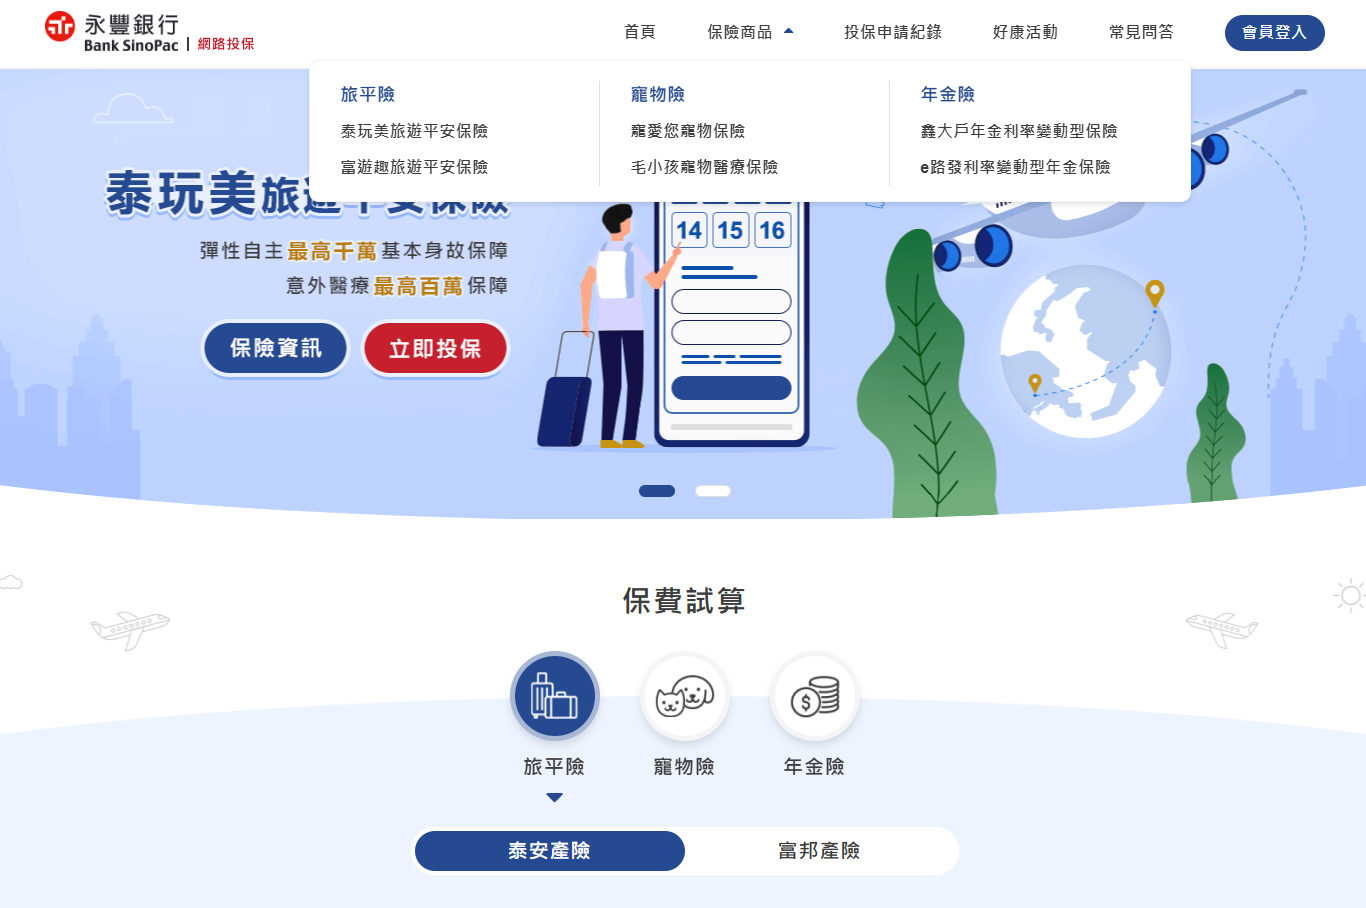 永豐銀行
Bank SinoPac
網路投保
首頁
保險商品
投保申請紀錄
好康活動
常見問答
會員登入
旅平險
泰玩美旅遊平安保險
富遊趣旅遊平安保險
寵物險
寵愛您寵物保險
毛小孩寵物醫療保險
年金險
鑫大戶年金利率變動型保險
e路發利率變動型年金保險
泰玩美旅遊平安保險
彈性自主最高千萬基本身故保障
意外醫療最高百萬保障
保險資訊
立即投保
14 15 16
保費試算
旅平險
寵物險
年金險
泰安產險
富邦產險